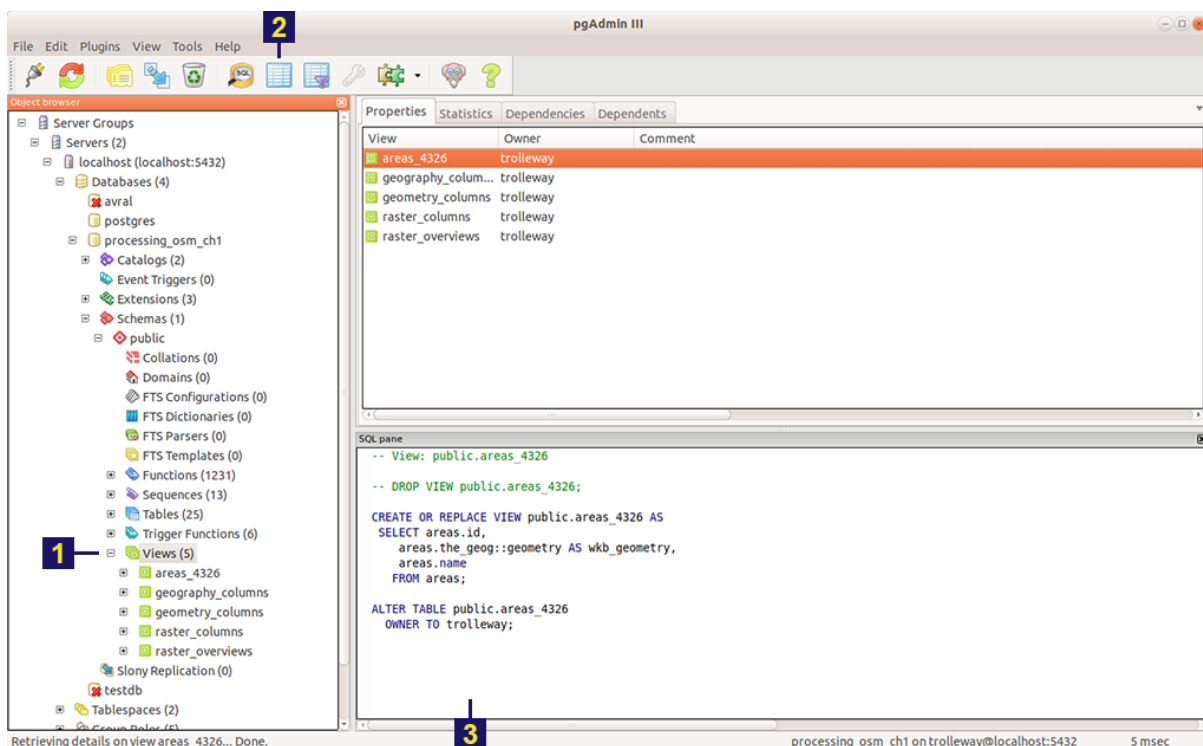 pgAdmin III
2
File Edit Plugins View Tools Help
SQL
Object browser
Server Groups
Servers (2)
localhost (localhost:5432)
Databases (4)
avral
postgres
processing_osm_ch1
Catalogs (2)
Event Triggers (0)
Extensions (3)
Schemas (1)
public
Collations (0)
Domains (0)
FTS Configurations (0)
FTS Dictionaries (0)
FTS Parsers (0)
FTS Templates (0)
Functions (1231)
Sequences (13)
Tables (25)
Trigger Functions (6)
1
Views (5)
areas_4326
geography_columns
geometry_columns
raster_columns
raster_overviews
Slony Replication (0)
testdb
Tablespaces (2)
Group Roles (5)
Properties Statistics Dependencies Dependents
View Owner Comment
areas_4326 trolleway
geography_colum... trolleway
geometry_columns trolleway
raster_columns trolleway
raster_overviews trolleway
SQL pane
-- View: public.areas_4326
-- DROP VIEW public.areas_4326;
CREATE OR REPLACE VIEW public.areas_4326 AS
SELECT areas.id,
areas.the_geog::geometry AS wkb_geometry,
areas.name
FROM areas;
ALTER TABLE public.areas_4326
OWNER TO trolleway;
3
Retrieving details on view areas_4326... Done.
processing_osm_ch1 on trolleway@localhost:5432 5 msec